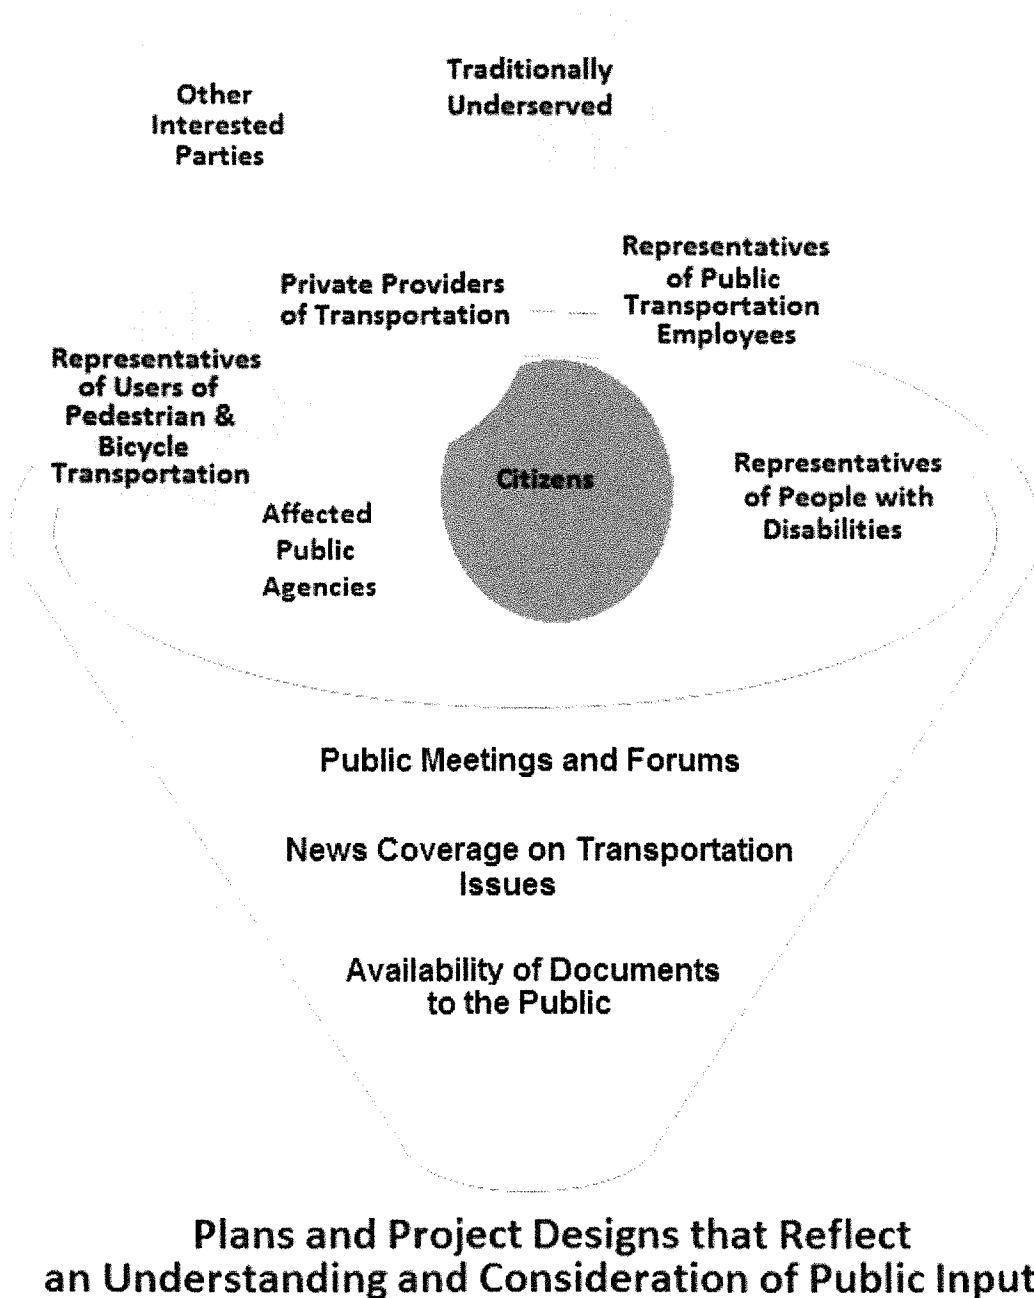 Traditionally
Underserved
Other
Interested
Parties
Representatives
of Public
Transportation
Employees
Private Providers
of Transportation
Representatives
of Users of
Pedestrian &
Bicycle
Transportation
Citizens
Representatives
of People with
Disabilities
Affected
Public
Agencies
Public Meetings and Forums
News Coverage on Transportation
Issues
Availability of Documents
to the Public
Plans and Project Designs that Reflect
an Understanding and Consideration of Public Input